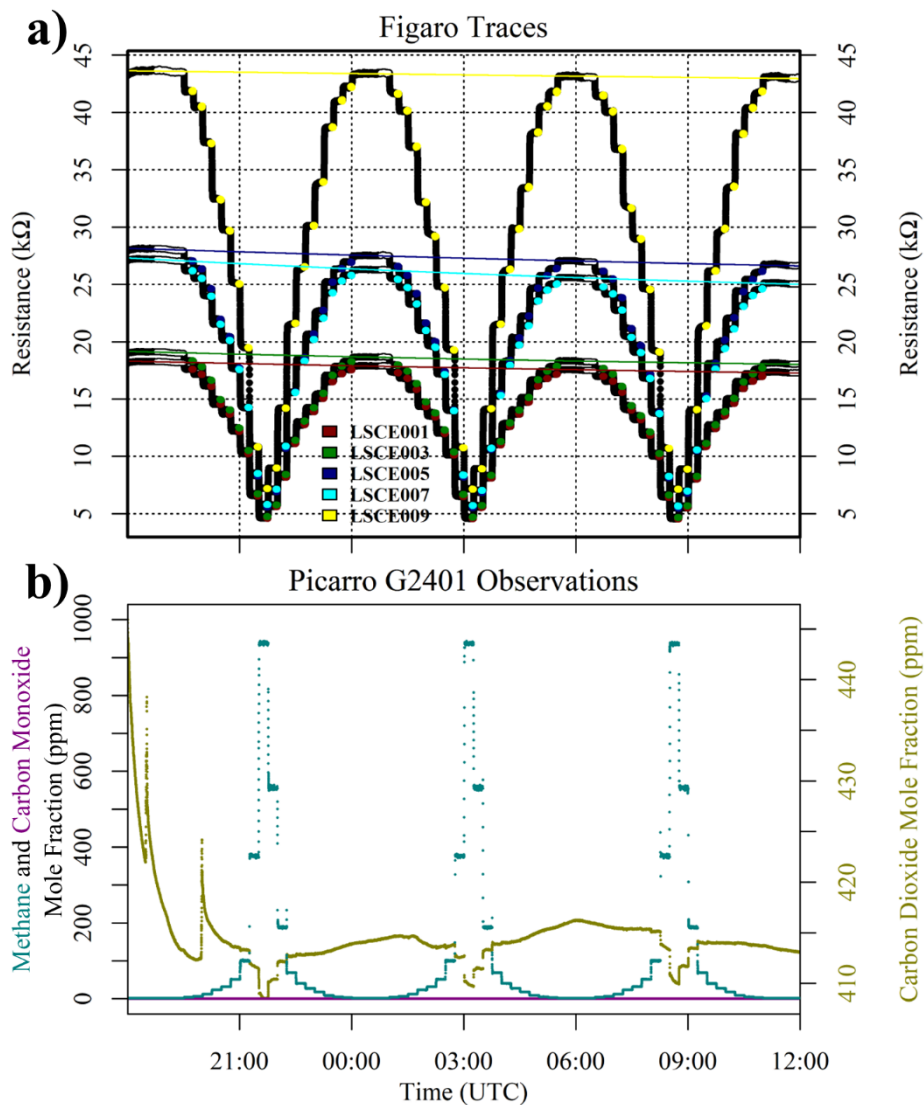 a)
Figaro Traces
45
40
35
30
25
20
15
10
5
Resistance (kΩ)
45
40
35
30
25
20
15
10
5
Resistance (kΩ)
LSCE001
LSCE003
LSCE005
LSCE007
LSCE009
b)
Picarro G2401 Observations
Methane and Carbon Monoxide
Mole Fraction (ppm)
1000
800
600
400
200
0
440
430
420
410
Carbon Dioxide Mole Fraction (ppm)
21:00
00:00
03:00
06:00
09:00
12:00
Time (UTC)